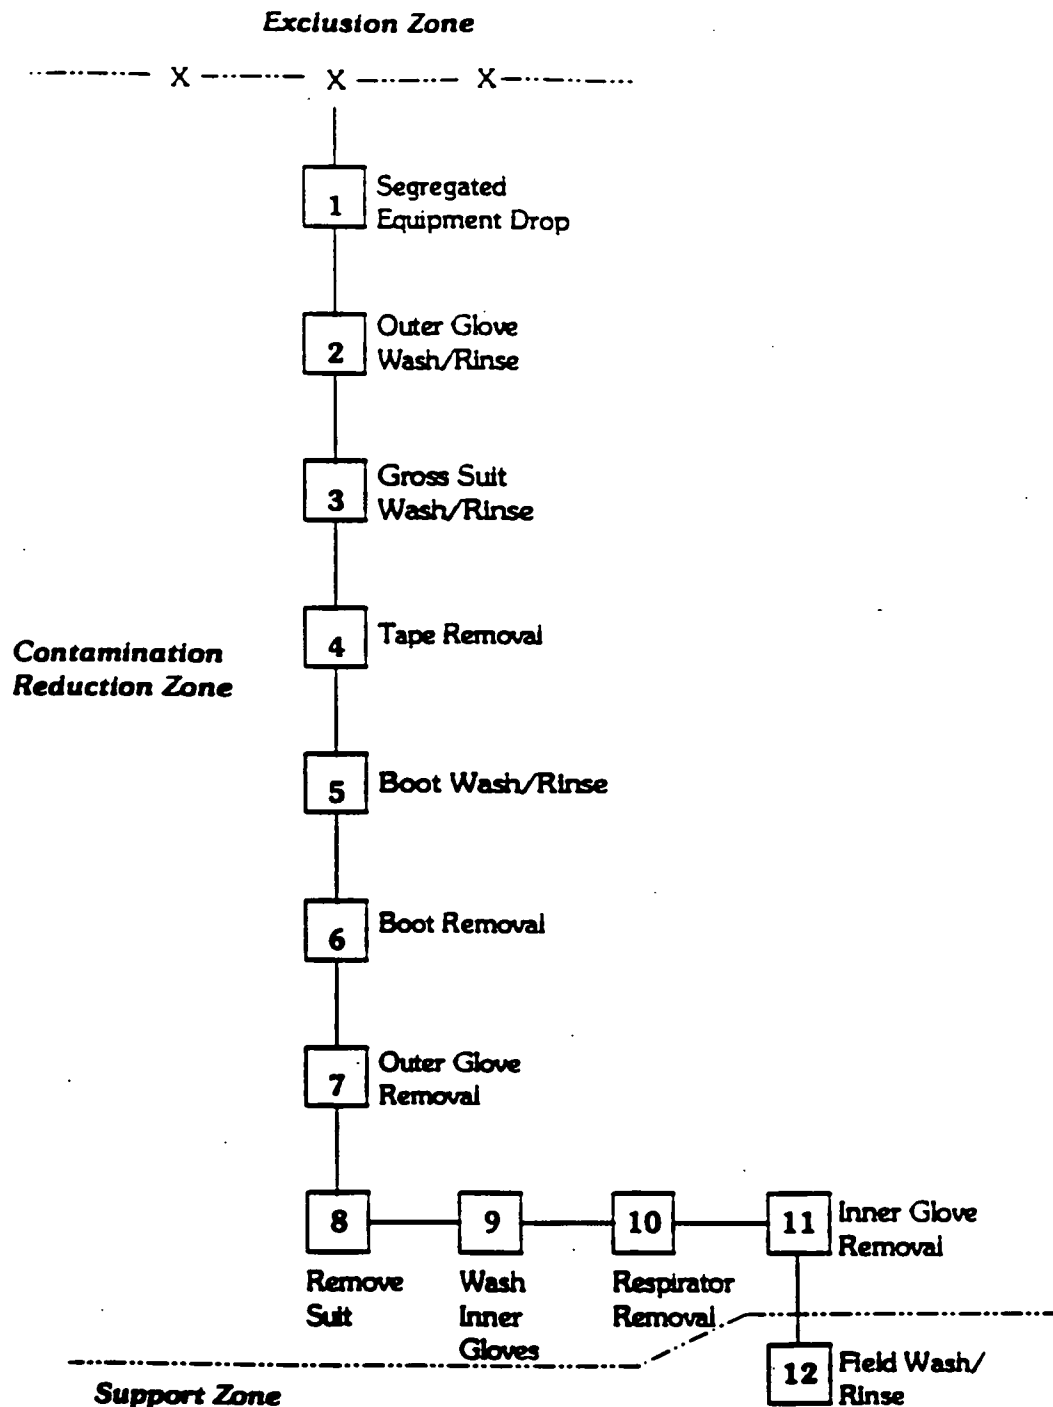 Exclusion Zone
X X X
1 Segregated
Equipment Drop
2 Outer Glove
Wash/Rinse
3 Gross Suit
Wash/Rinse
4 Tape Removal
Contamination
Reduction Zone
5 Boot Wash/Rinse
6 Boot Removal
7 Outer Glove
Removal
8
Remove
Suit
9
Wash
Inner
Gloves
10
Respirator
Removal
11 Inner Glove
Removal
12 Field Wash/
Rinse
Support Zone